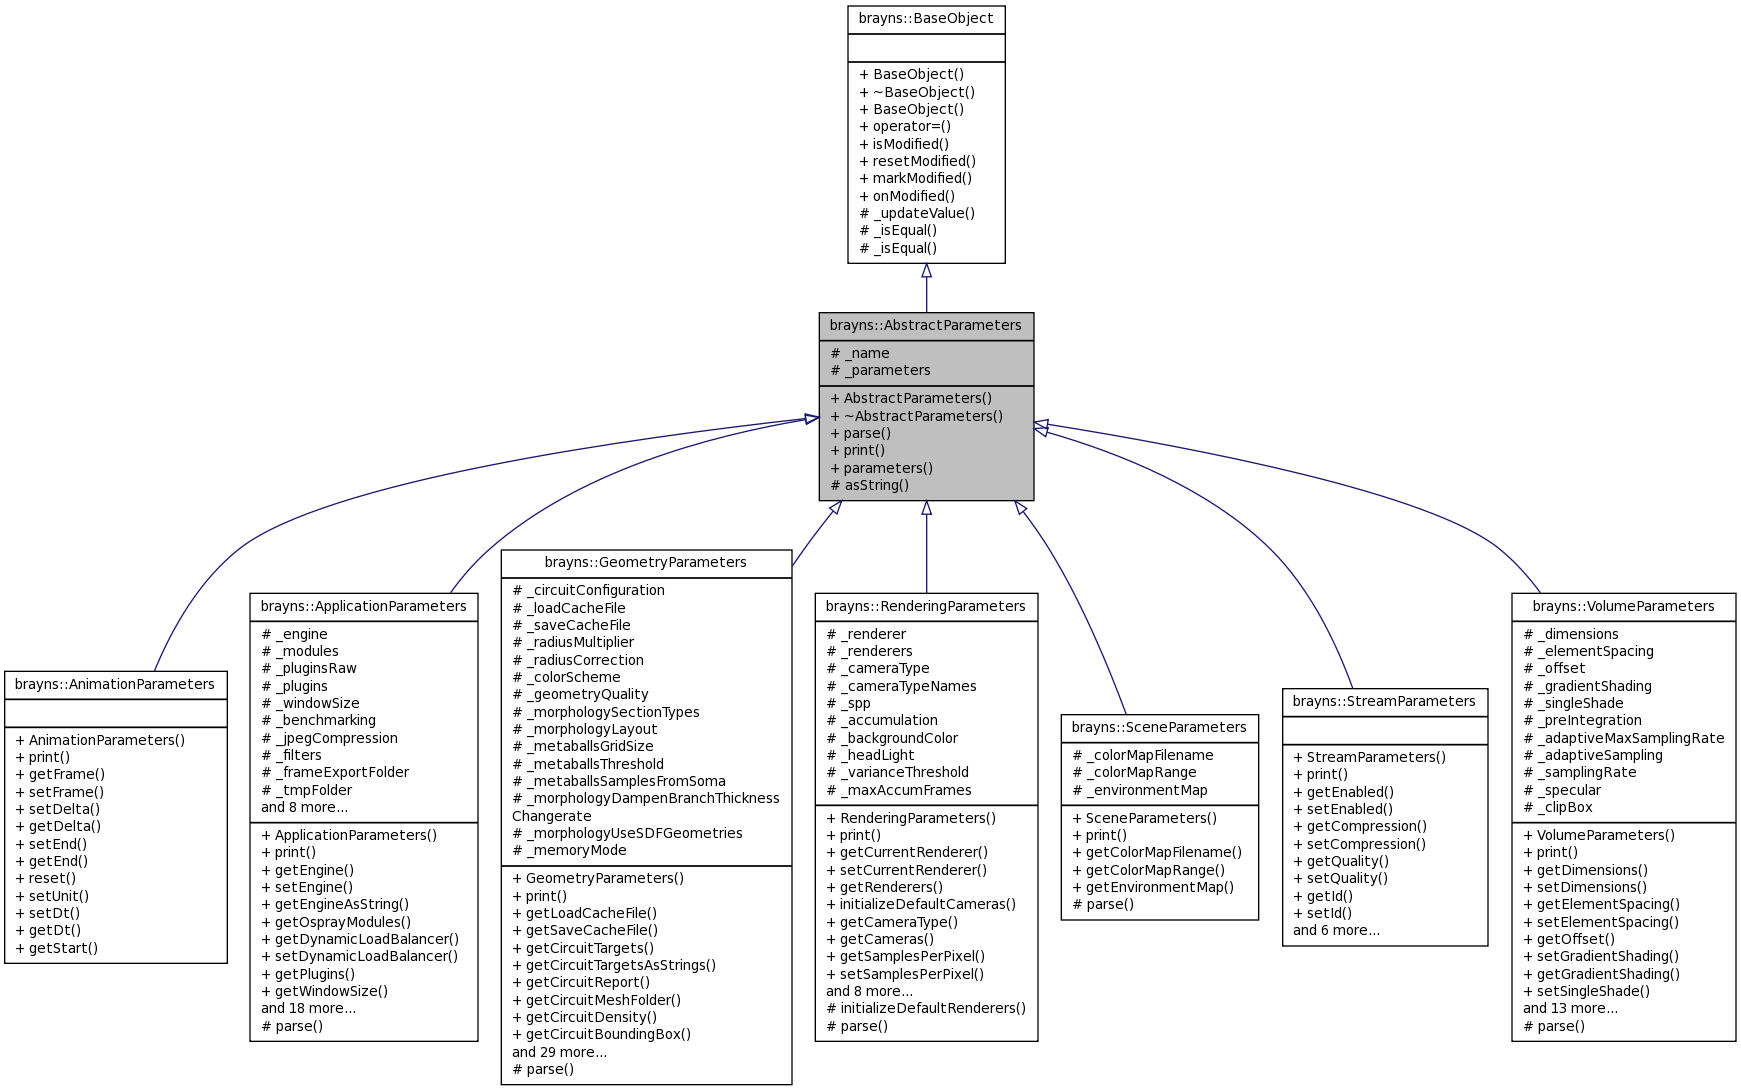 brayns::BaseObject
+ BaseObject()
+ ~BaseObject()
+ BaseObject()
+ operator=()
+ isModified()
+ resetModified()
+ markModified()
+ onModified()
# _updateValue()
# _isEqual()
# _isEqual()
brayns::AbstractParameters
# _name
# _parameters
+ AbstractParameters()
+ ~AbstractParameters()
+ parse()
+ print()
+ parameters()
# asString()
brayns::AnimationParameters
+ AnimationParameters()
+ print()
+ getFrame()
+ setFrame()
+ setDelta()
+ getDelta()
+ setEnd()
+ getEnd()
+ reset()
+ setUnit()
+ setDt()
+ getDt()
+ getStart()
brayns::ApplicationParameters
# _engine
# _modules
# _pluginsRaw
# _plugins
# _windowSize
# _benchmarking
# _jpegCompression
# _filters
# _frameExportFolder
# _tmpFolder
and 8 more...
+ ApplicationParameters()
+ print()
+ getEngine()
+ setEngine()
+ getEngineAsString()
+ getOsprayModules()
+ getDynamicLoadBalancer()
+ setDynamicLoadBalancer()
+ getPlugins()
+ getWindowSize()
and 18 more...
# parse()
brayns::GeometryParameters
# _circuitConfiguration
# _loadCacheFile
# _saveCacheFile
# _radiusMultiplier
# _radiusCorrection
# _colorScheme
# _geometryQuality
# _morphologySectionTypes
# _morphologyLayout
# _metaballsGridSize
# _metaballsThreshold
# _metaballsSamplesFromSoma
# _morphologyDampenBranchThickness
Changerate
# _morphologyUseSDFGeometries
# _memoryMode
+ GeometryParameters()
+ print()
+ getLoadCacheFile()
+ getSaveCacheFile()
+ getCircuitTargets()
+ getCircuitTargetsAsStrings()
+ getCircuitReport()
+ getCircuitMeshFolder()
+ getCircuitDensity()
+ getCircuitBoundingBox()
and 29 more...
# parse()
brayns::RenderingParameters
# _renderer
# _renderers
# _cameraType
# _cameraTypeNames
# _spp
# _accumulation
# _backgroundColor
# _headLight
# _varianceThreshold
# _maxAccumFrames
+ RenderingParameters()
+ print()
+ getCurrentRenderer()
+ setCurrentRenderer()
+ getRenderers()
+ initializeDefaultCameras()
+ getCameraType()
+ getCameras()
+ getSamplesPerPixel()
+ setSamplesPerPixel()
and 8 more...
# initializeDefaultRenderers()
# parse()
brayns::SceneParameters
# _colorMapFilename
# _colorMapRange
# _environmentMap
+ SceneParameters()
+ print()
+ getColorMapFilename()
+ getColorMapRange()
+ getEnvironmentMap()
# parse()
brayns::StreamParameters
+ StreamParameters()
+ print()
+ getEnabled()
+ setEnabled()
+ getCompression()
+ setCompression()
+ getQuality()
+ setQuality()
+ getId()
+ setId()
and 6 more...
brayns::VolumeParameters
# _dimensions
# _elementSpacing
# _offset
# _gradientShading
# _singleShade
# _preIntegration
# _adaptiveMaxSamplingRate
# _adaptiveSampling
# _samplingRate
# _specular
# _clipBox
+ VolumeParameters()
+ print()
+ getDimensions()
+ setDimensions()
+ getElementSpacing()
+ setElementSpacing()
+ getOffset()
+ setGradientShading()
+ getGradientShading()
+ setSingleShade()
and 13 more...
# parse()